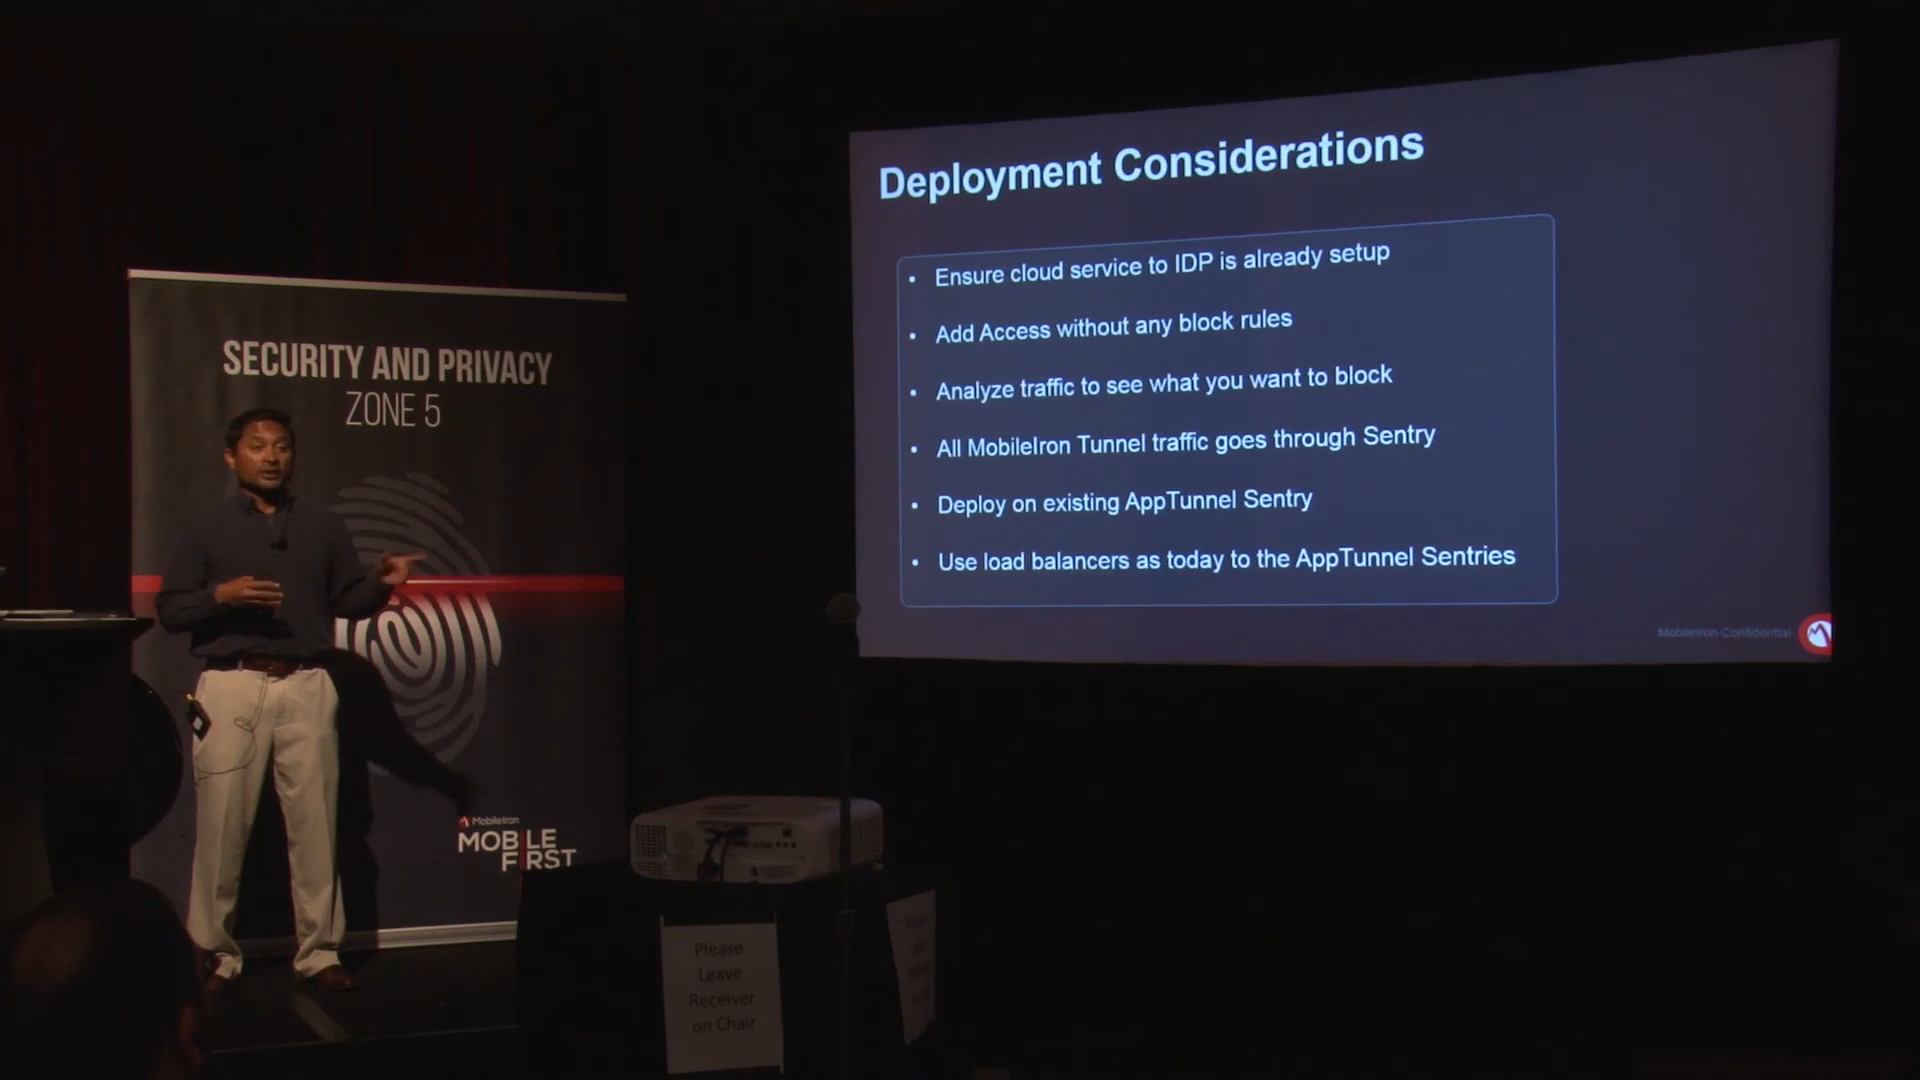 Deployment Considerations
• Ensure cloud service to IDP is already setup
• Add Access without any block rules
• Analyze traffic to see what you want to block
• All MobileIron Tunnel traffic goes through Sentry
• Deploy on existing AppTunnel Sentry
• Use load balancers as today to the AppTunnel Sentries
MobileIron Confidential
SECURITY AND PRIVACY
ZONE 5
MobileIron
MOBILE
FIRST
Please
Leave
Receiver
on Chair